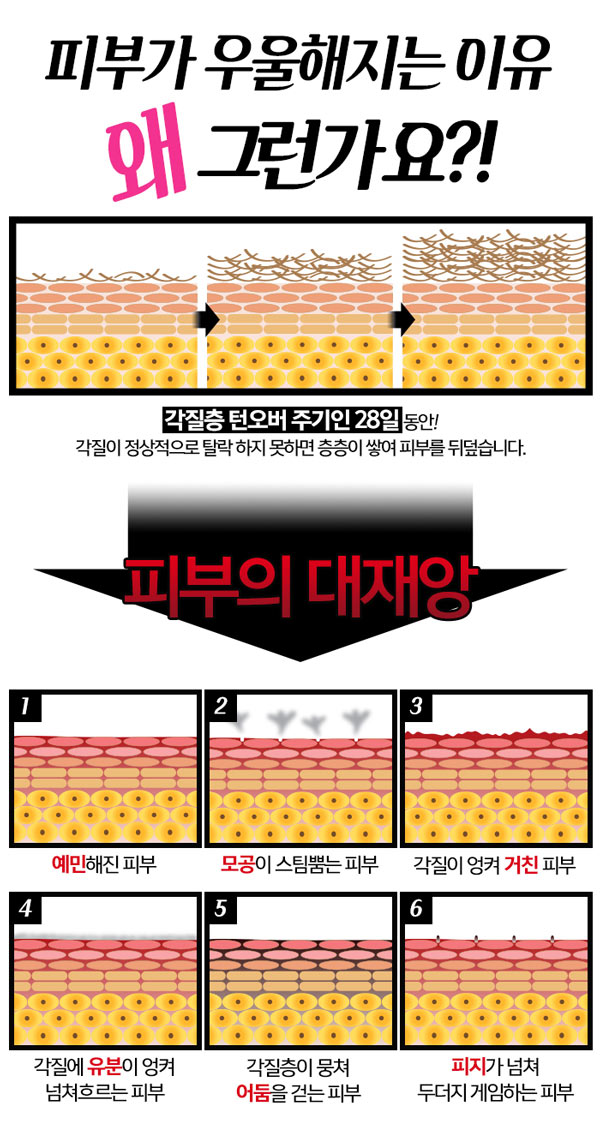 피부가 우울해지는 이유
왜 그런가요?!
각질층 턴오버 주기인 28일 동안!
각질이 정상적으로 탈락 하지 못하면 층층이 쌓여 피부를 뒤덮습니다.
피부의 대재앙
1
2
3
예민해진 피부
모공이 스팀뿜는 피부
각질이 엉켜 거친 피부
4
5
6
각질에 유분이 엉켜
넘쳐흐르는 피부
각질층이 뭉쳐
어둠을 걷는 피부
피지가 넘쳐
두더지 게임하는 피부